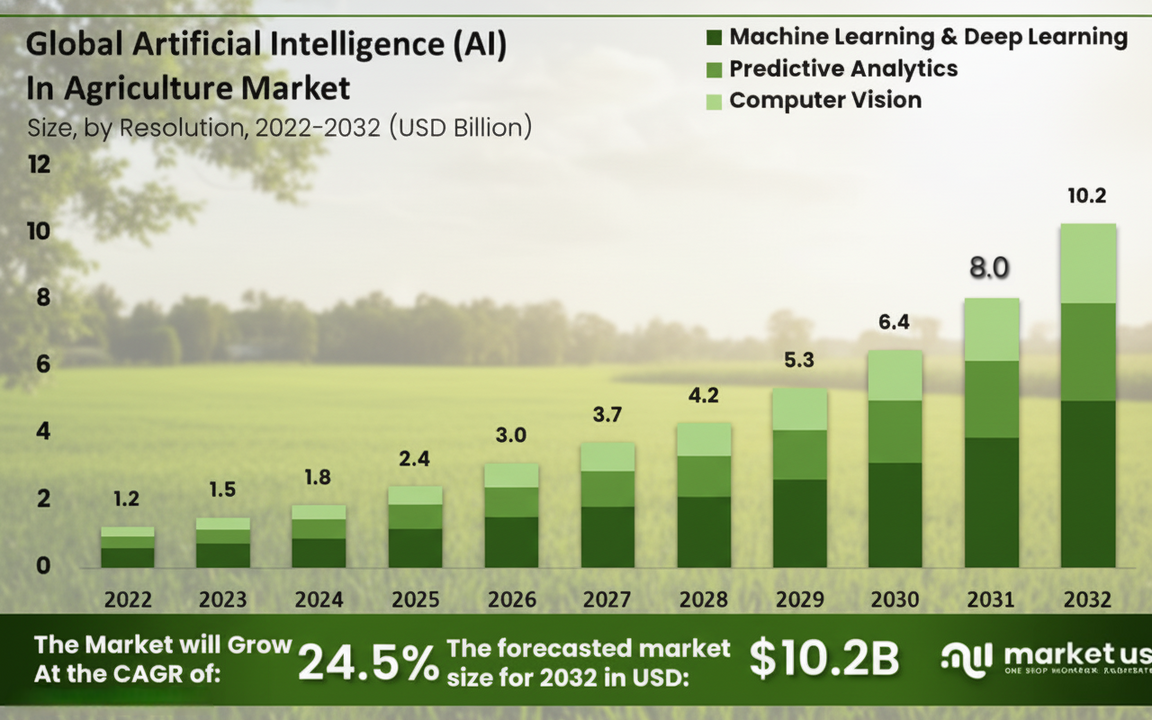 Global Artificial Intelligence (AI)
In Agriculture Market
Size, by Resolution, 2022-2032 (USD Billion)
Machine Learning & Deep Learning
Predictive Analytics
Computer Vision
12
10
8
6
4
2
0
1.2
1.5
1.8
2.4
3.0
3.7
4.2
5.3
6.4
8.0
10.2
2022
2023
2024
2025
2026
2027
2028
2029
2030
2031
2032
The Market will Grow
At the CAGR of:
24.5%
The forecasted market
size for 2032 in USD:
$10.2B
market us
ONE STOP